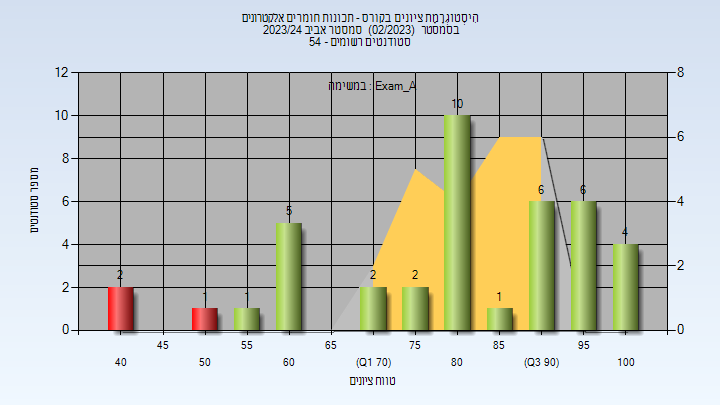 הִיסְטוֹגְרַמַת ציונים בקורס - תכונות חומרים אלקטרונים
בסמסטר (02/2023) סמסטר אביב 2023/24
סטודנטים רשומים - 54
במשימה : Exam_A
מספר סטודנטים
12 10 8 6 4 2 0
8 6 4 2 0
2 1 1 5 2 2 10 1 6 6 4
45 55 65 75 85 95
40 50 60 (Q1 70) 80 (Q3 90) 100
טווח ציונים